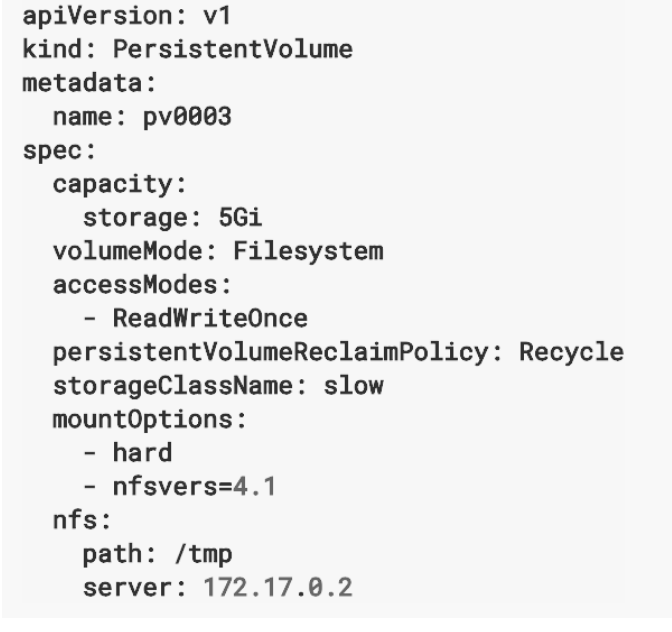 apiVersion: v1
kind: PersistentVolume
metadata:
  name: pv0003
spec:
  capacity:
    storage: 5Gi
  volumeMode: Filesystem
  accessModes:
    - ReadWriteOnce
  persistentVolumeReclaimPolicy: Recycle
  storageClassName: slow
  mountOptions:
    - hard
    - nfsvers=4.1
  nfs:
    path: /tmp
    server: 172.17.0.2